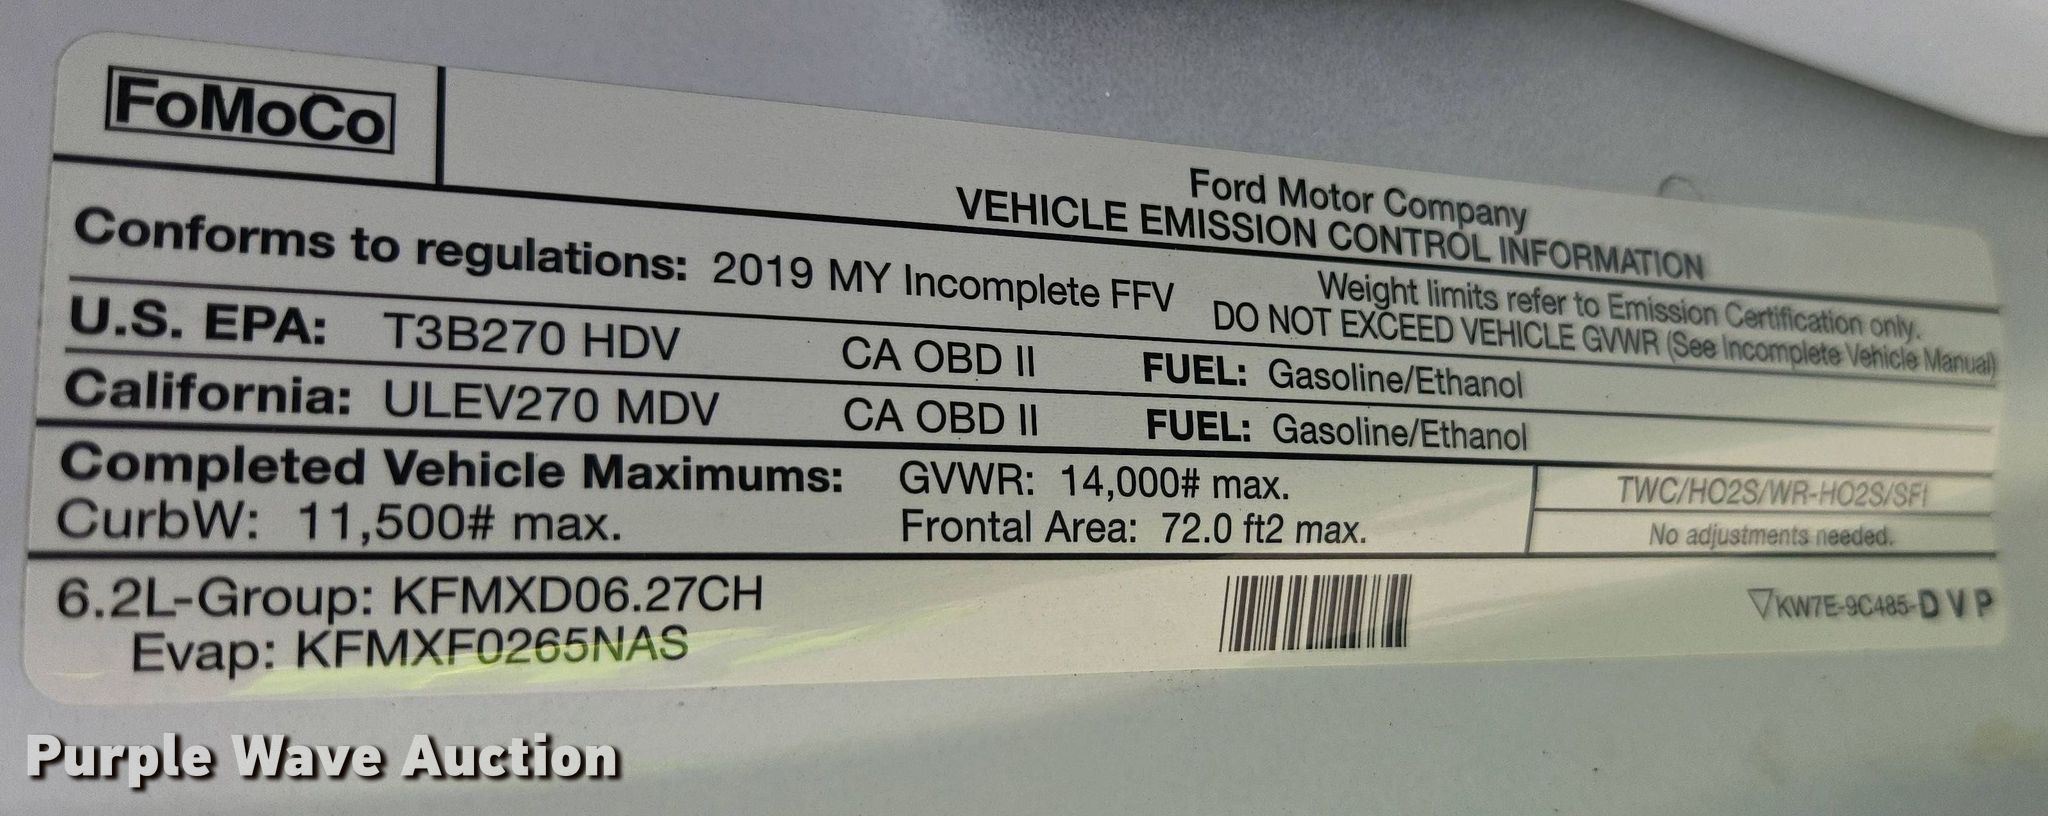 FoMoCo
Ford Motor Company
VEHICLE EMISSION CONTROL INFORMATION
Conforms to regulations: 2019 MY Incomplete FFV
Weight limits refer to Emission Certification only.
DO NOT EXCEED VEHICLE GVWR (See Incomplete Vehicle Manual)
U.S. EPA: T3B270 HDV CA OBD II FUEL: Gasoline/Ethanol
California: ULEV270 MDV CA OBD II FUEL: Gasoline/Ethanol
Completed Vehicle Maximums: GVWR: 14,000# max.
CurbW: 11,500# max. Frontal Area: 72.0 ft2 max.
TWC/HO2S/WR-HO2S/SFI
No adjustments needed.
6.2L-Group: KFMXD06.27CH
Evap: KFMXF0265NAS
KW7E-9C485-D V P
Purple Wave Auction